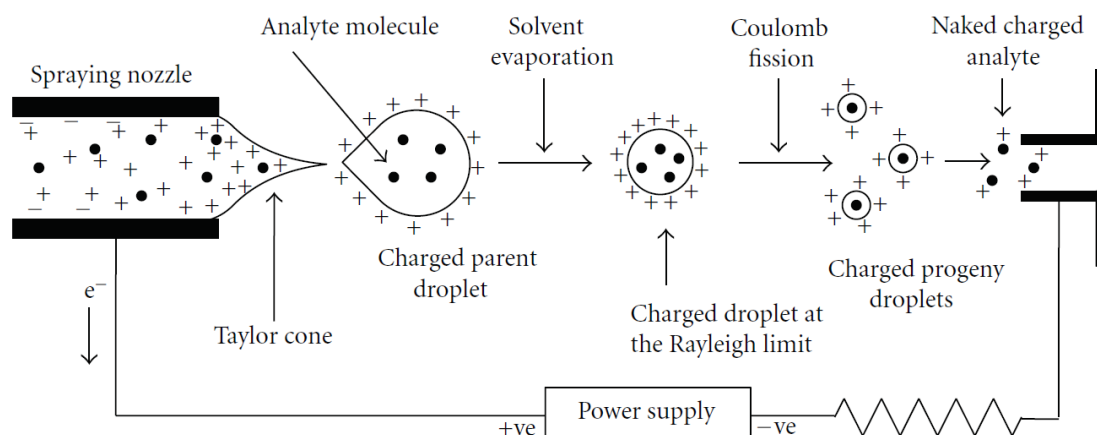 Analyte molecule
Solvent
evaporation
Coulomb
fission
Naked charged
analyte
Spraying nozzle
Charged parent
droplet
Charged progeny
droplets
e⁻
Taylor cone
Charged droplet at
the Rayleigh limit
+ve
Power supply
−ve